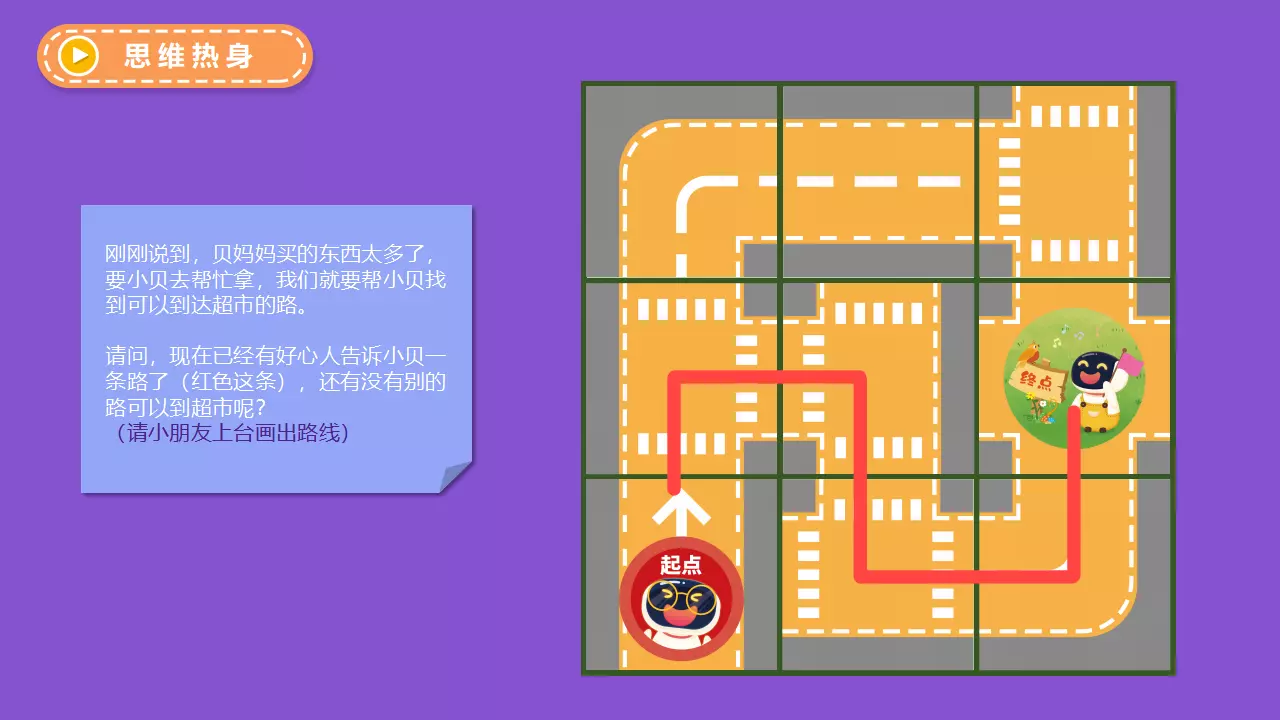 思维热身
刚刚说到，贝妈妈买的东西太多了，
要小贝去帮忙拿，我们就要帮小贝找
到可以到达超市的路。
请问，现在已经有好心人告诉小贝一
条路了（红色这条），还有没有别的
路可以到超市呢？
（请小朋友上台画出路线）
终点
起点